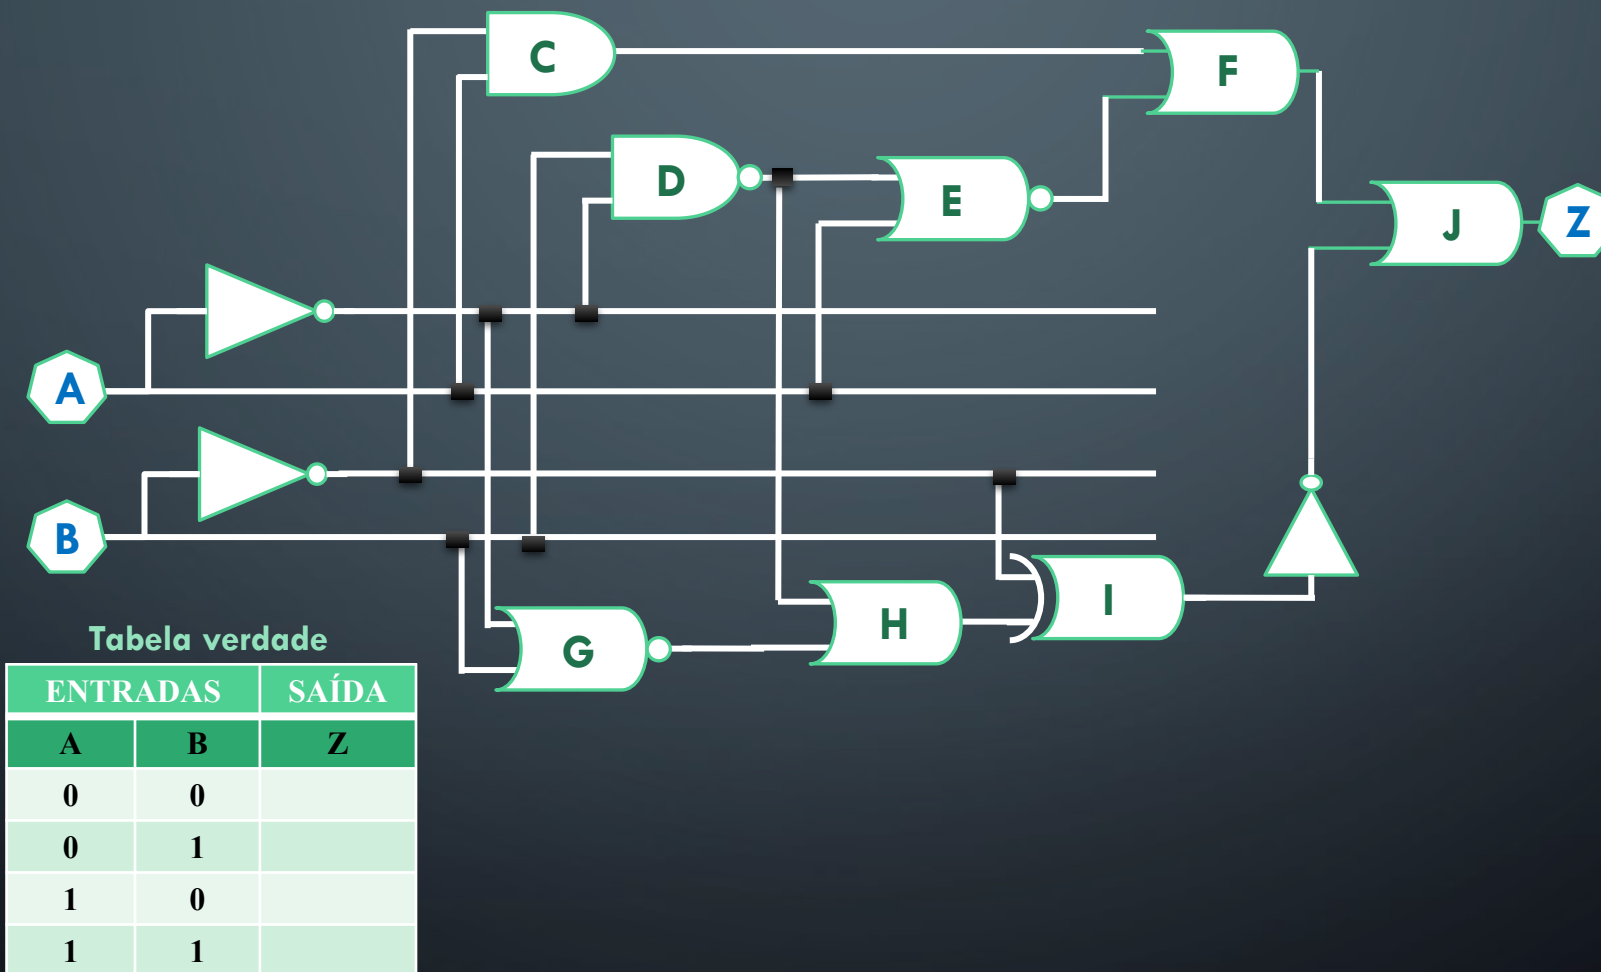 C
F
D
E
J
Z
A
B
I
H
G
Tabela verdade
ENTRADAS SAÍDA
A B Z
0 0
0 1
1 0
1 1